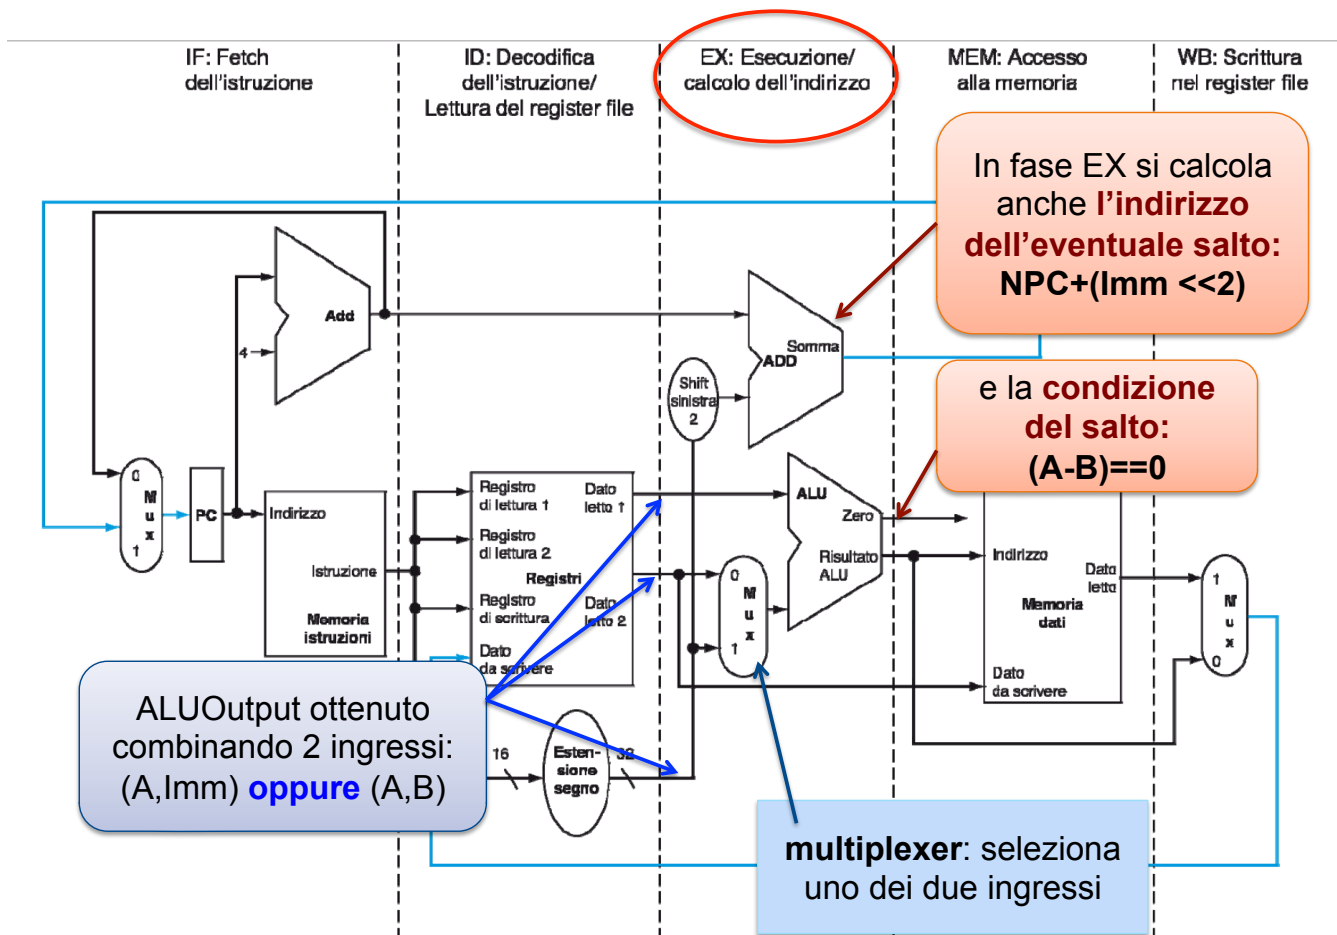 IF: Fetch
dell'istruzione
ID: Decodifica
dell'istruzione/
Lettura del register file
EX: Esecuzione/
calcolo dell'indirizzo
MEM: Accesso
alla memoria
WB: Scrittura
nel register file
In fase EX si calcola
anche l'indirizzo
dell'eventuale salto:
NPC+(Imm <<2)
Add
4
Somma
ADD
Shift
sinistra
2
e la condizione
del salto:
(A-B)==0
0
M
u
x
1
PC
Indirizzo
Istruzione
Memoria
istruzioni
Registro
di lettura 1
Dato
letto 1
Registro
di lettura 2
Registri
Registro
di scrittura
Dato
letto 2
Dato
da scrivere
ALU
Zero
Risultato
ALU
0
M
u
x
1
Indirizzo
Dato
letto
Memoria
dati
Dato
da scrivere
1
M
u
x
0
ALUOutput ottenuto
combinando 2 ingressi:
(A,Imm) oppure (A,B)
16
Esten-
sione
segno
32
multiplexer: seleziona
uno dei due ingressi